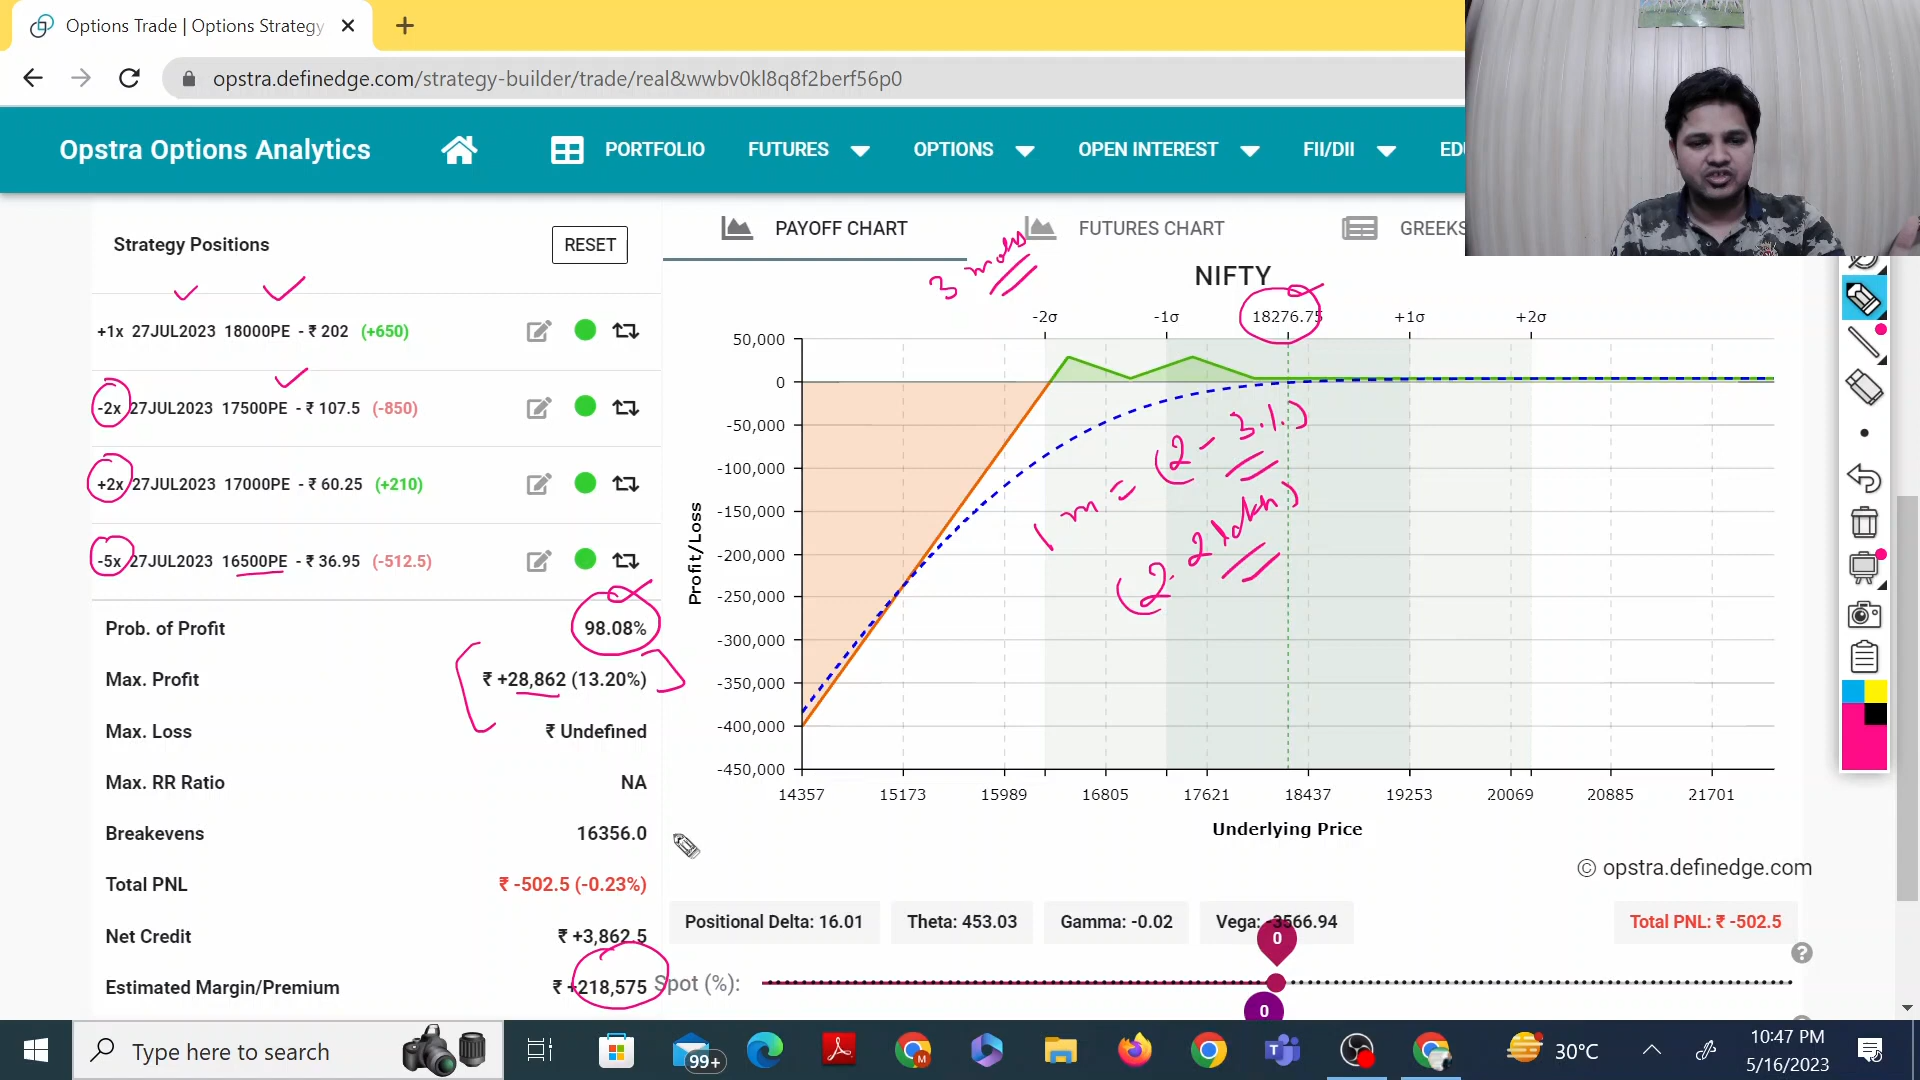 Options Trade | Options Strategy
opstra.definedge.com/strategy-builder/trade/real&wwbv0kl8q8f2berf56p0
Opstra Options Analytics
PORTFOLIO
FUTURES
OPTIONS
OPEN INTEREST
FII/DII
Strategy Positions
RESET
+1x 27JUL2023 18000PE - ₹ 202 (+650)
-2x 27JUL2023 17500PE - ₹ 107.5 (-850)
+2x 27JUL2023 17000PE - ₹ 60.25 (+210)
-5x 27JUL2023 16500PE - ₹ 36.95 (-512.5)
Prob. of Profit 98.08%
Max. Profit ₹ +28,862 (13.20%)
Max. Loss ₹ Undefined
Max. RR Ratio NA
Breakevens 16356.0
Total PNL ₹ -502.5 (-0.23%)
Net Credit ₹ +3,862.5
Estimated Margin/Premium ₹ +218,575
PAYOFF CHART
FUTURES CHART
GREEKS
NIFTY
-2σ -1σ 18276.75 +1σ +2σ
50,000
0
-50,000
-100,000
-150,000
-200,000
-250,000
-300,000
-350,000
-400,000
-450,000
Profit/Loss
1 m = (2 - 3.1.)
(2.2 lakh)
14357 15173 15989 16805 17621 18437 19253 20069 20885 21701
Underlying Price
© opstra.definedge.com
Positional Delta: 16.01
Theta: 453.03
Gamma: -0.02
Vega: -3566.94
Total PNL: ₹ -502.5
0
Spot (%):
0
Type here to search
99+
30°C
10:47 PM
5/16/2023